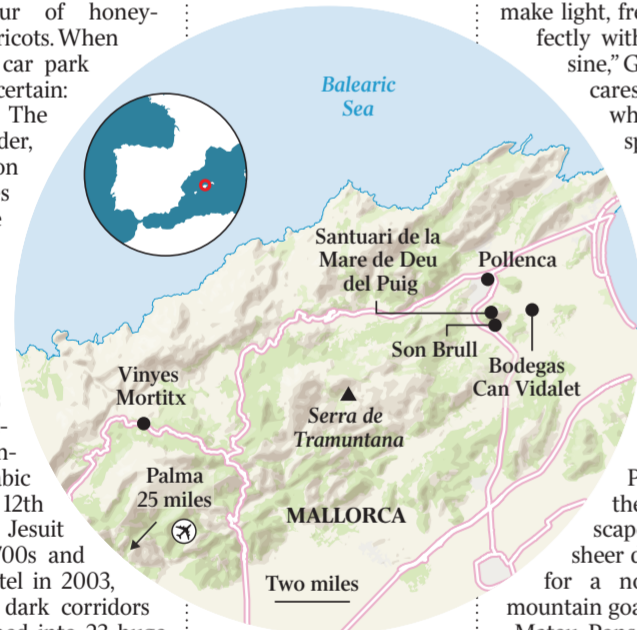 ur of honey-
ricots. When
car park
certain:
The
der,
on
es
e
-
n-
bic
12th
Jesuit
'00s and
tel in 2003,
dark corridors
Balearic
Sea
Santuari de la
Mare de Deu
del Puig
Pollenca
Son Brull
Bodegas
Can Vidalet
Vinyes
Mortitx
Serra de
Tramuntana
Palma
25 miles
MALLORCA
Two miles
make light, fre
fectly with
sine,” G
cares
wh
sp
P
the
scap
sheer d
for a no
mountain goa